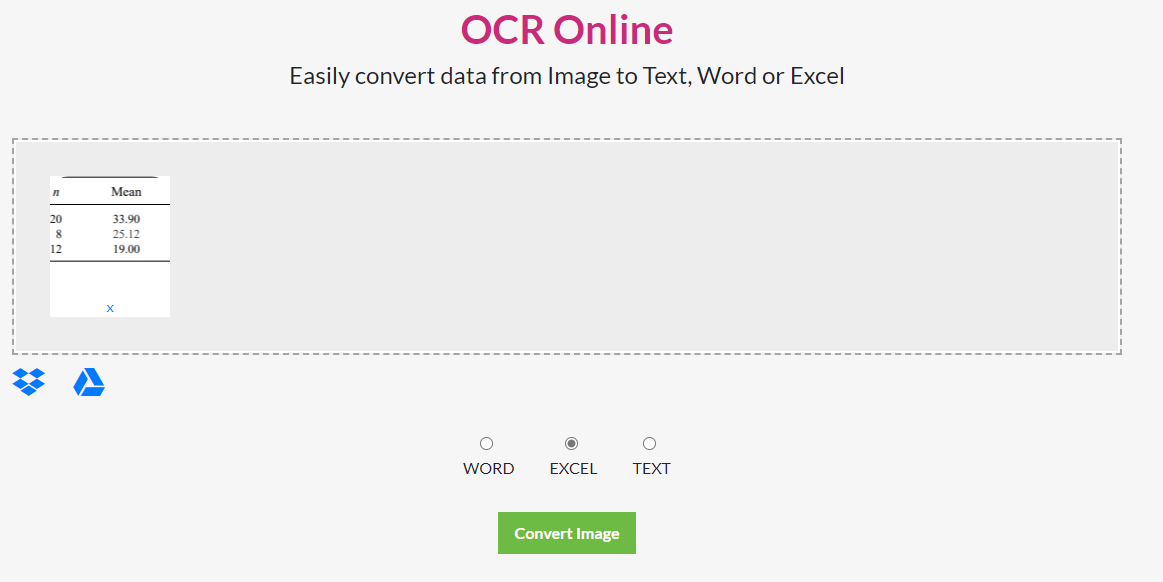 OCR Online
Easily convert data from Image to Text, Word or Excel
n Mean
20 33.90
8 25.12
12 19.00
x
WORD EXCEL TEXT
Convert Image